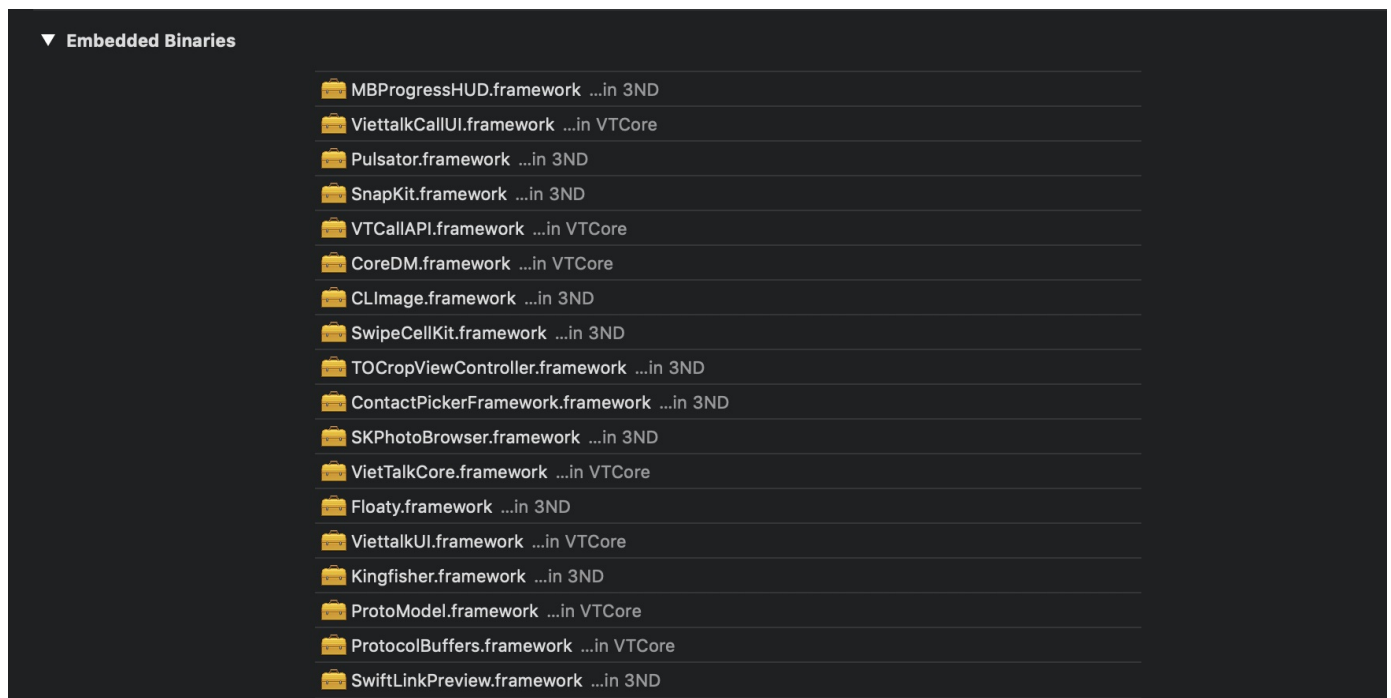 Embedded Binaries
MBProgressHUD.framework ...in 3ND
ViettalkCallUI.framework ...in VTCore
Pulsator.framework ...in 3ND
SnapKit.framework ...in 3ND
VTCallAPI.framework ...in VTCore
CoreDM.framework ...in VTCore
CLImage.framework ...in 3ND
SwipeCellKit.framework ...in 3ND
TOCropViewController.framework ...in 3ND
ContactPickerFramework.framework ...in 3ND
SKPhotoBrowser.framework ...in 3ND
VietTalkCore.framework ...in VTCore
Floaty.framework ...in 3ND
ViettalkUI.framework ...in VTCore
Kingfisher.framework ...in 3ND
ProtoModel.framework ...in VTCore
ProtocolBuffers.framework ...in VTCore
SwiftLinkPreview.framework ...in 3ND